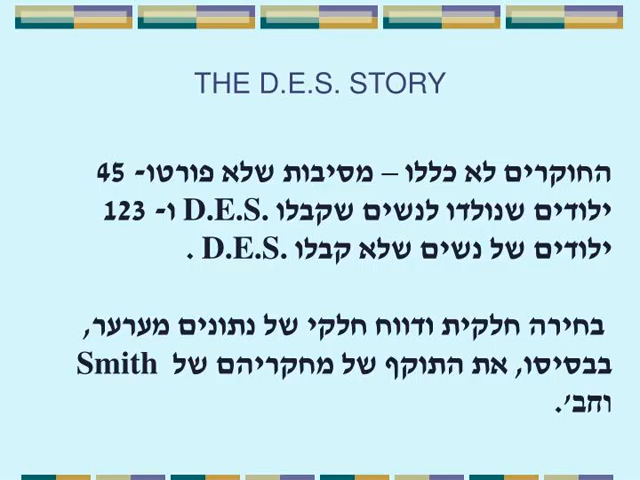 THE D.E.S. STORY
החוקרים לא כללו – מסיבות שלא פורטו- 45
ילודים שנולדו לנשים שקבלו D.E.S. ו- 123
ילודים של נשים שלא קבלו D.E.S. .
בחירה חלקית ודווח חלקי של נתונים מערער,
בבסיסו, את התוקף של מחקריהם של Smith
וחב'.